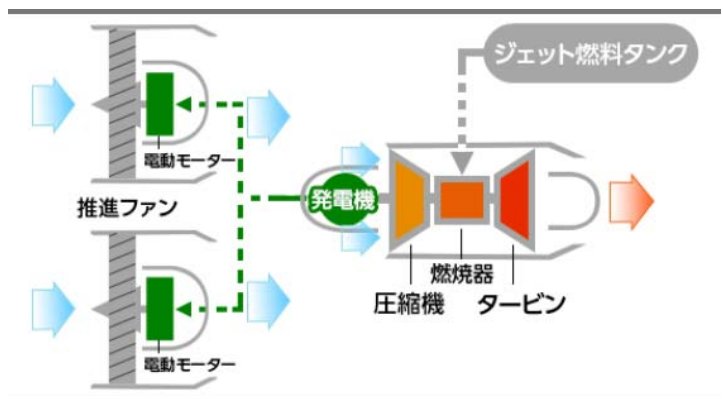 ジェット燃料タンク
電動モーター
推進ファン
発電機
燃焼器
圧縮機
タービン
電動モーター